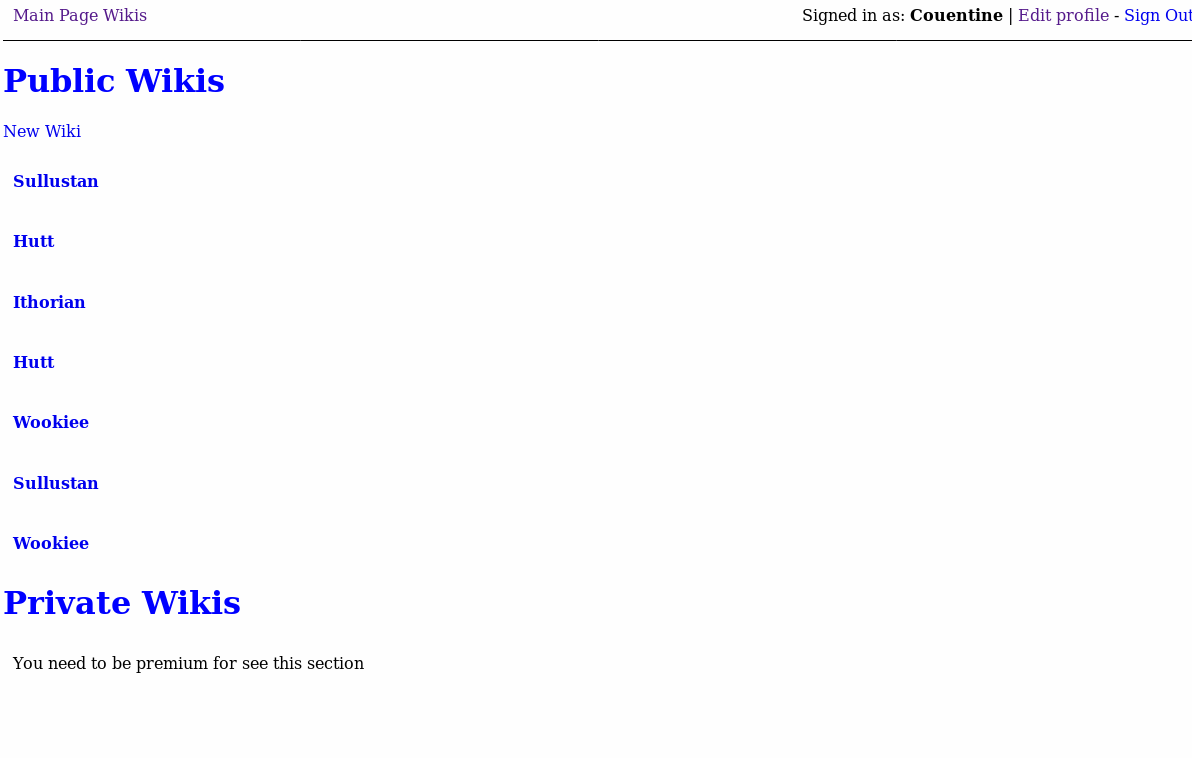 Main Page Wikis Signed in as: Couentine | Edit profile - Sign Out
Public Wikis
New Wiki
Sullustan
Hutt
Ithorian
Hutt
Wookiee
Sullustan
Wookiee
Private Wikis
You need to be premium for see this section